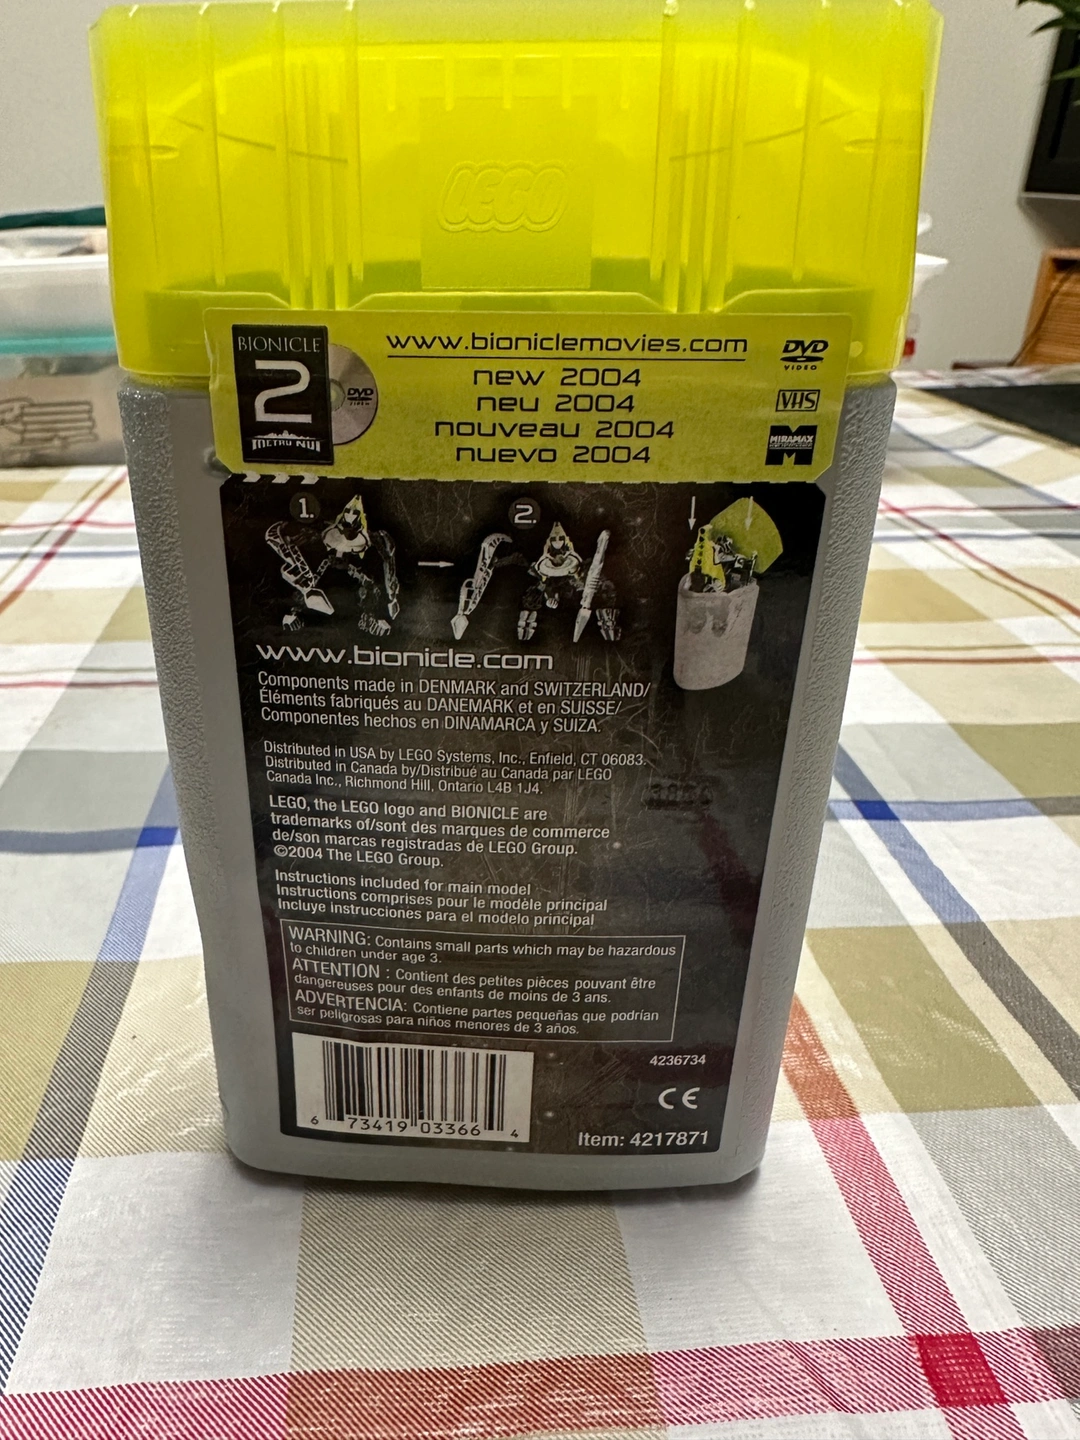 LEGO
BIONICLE
2
METRU NUI
DVD
www.bioniclemovies.com
new 2004
neu 2004
nouveau 2004
nuevo 2004
DVD
VIDEO
VHS
MIRAMAX
1.
2.
www.bionicle.com
Components made in DENMARK and SWITZERLAND/
Éléments fabriqués au DANEMARK et en SUISSE/
Componentes hechos en DINAMARCA y SUIZA.
Distributed in USA by LEGO Systems, Inc., Enfield, CT 06083.
Distributed in Canada by/Distribué au Canada par LEGO
Canada Inc., Richmond Hill, Ontario L4B 1J4.
LEGO, the LEGO logo and BIONICLE are
trademarks of/sont des marques de commerce
de/son marcas registradas de LEGO Group.
©2004 The LEGO Group.
Instructions included for main model
Instructions comprises pour le modèle principal
Incluye instrucciones para el modelo principal
WARNING: Contains small parts which may be hazardous
to children under age 3.
ATTENTION : Contient des petites pièces pouvant être
dangereuses pour des enfants de moins de 3 ans.
ADVERTENCIA: Contiene partes pequeñas que podrían
ser peligrosas para niños menores de 3 años.
6 73419 03366 4
4236734
CE
Item: 4217871